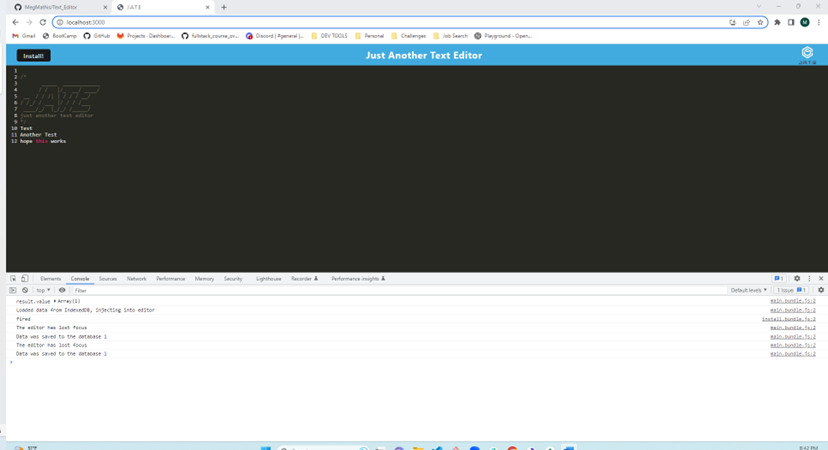 MegMathis/Text_Editor
J.A.T.E
localhost:3000
Gmail
BootCamp
GitHub
Projects · Dashboar...
fullstack_course_ov...
Discord | #general |...
DEV TOOLS
Personal
Challenges
Job Search
Playground - Open...
Install!
Just Another Text Editor
J.A.T.E
1
2 /*
3
4
5
6
7
8 just another text editor
9 */
10 Test
11 Another Test
12 hope this works
Elements
Console
Sources
Network
Performance
Memory
Security
Lighthouse
Recorder
Performance insights
1
top
Filter
Default levels
1 Issue: 1
result.value Array(1)
main.bundle.js:2
Loaded data from IndexedDB, injecting into editor
main.bundle.js:2
fired
install.bundle.js:2
The editor has lost focus
main.bundle.js:2
Data was saved to the database 1
main.bundle.js:2
The editor has lost focus
main.bundle.js:2
Data was saved to the database 1
main.bundle.js:2
8:42 PM